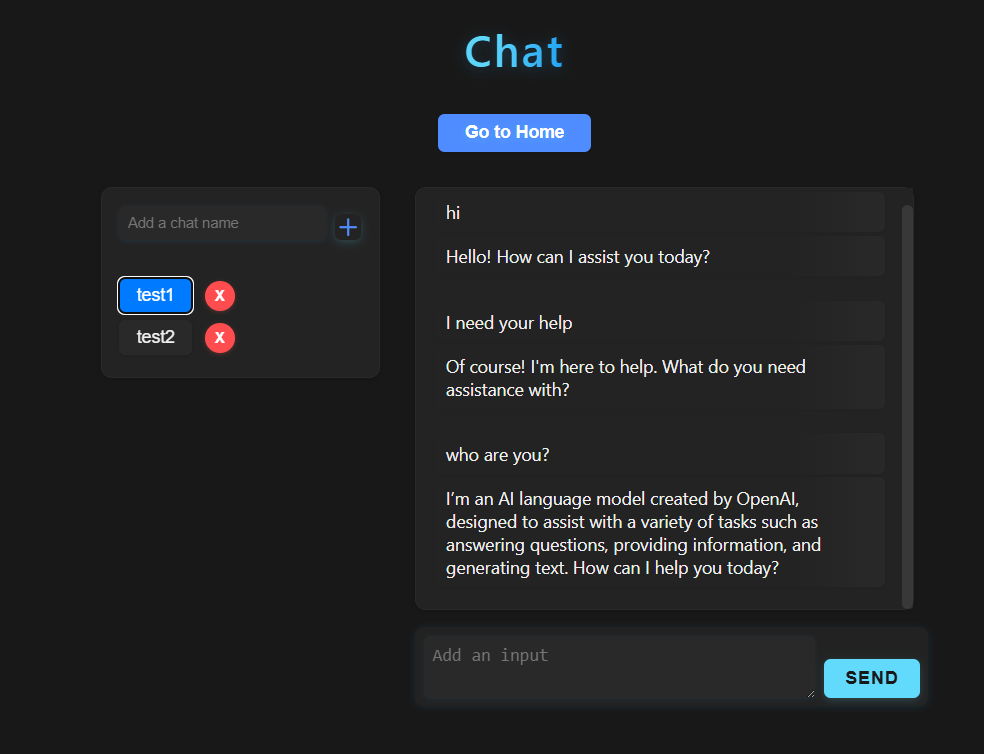 Chat
Go to Home
Add a chat name
+
test1 X
test2 X
hi
Hello! How can I assist you today?
I need your help
Of course! I'm here to help. What do you need
assistance with?
who are you?
I’m an AI language model created by OpenAI,
designed to assist with a variety of tasks such as
answering questions, providing information, and
generating text. How can I help you today?
Add an input
SEND